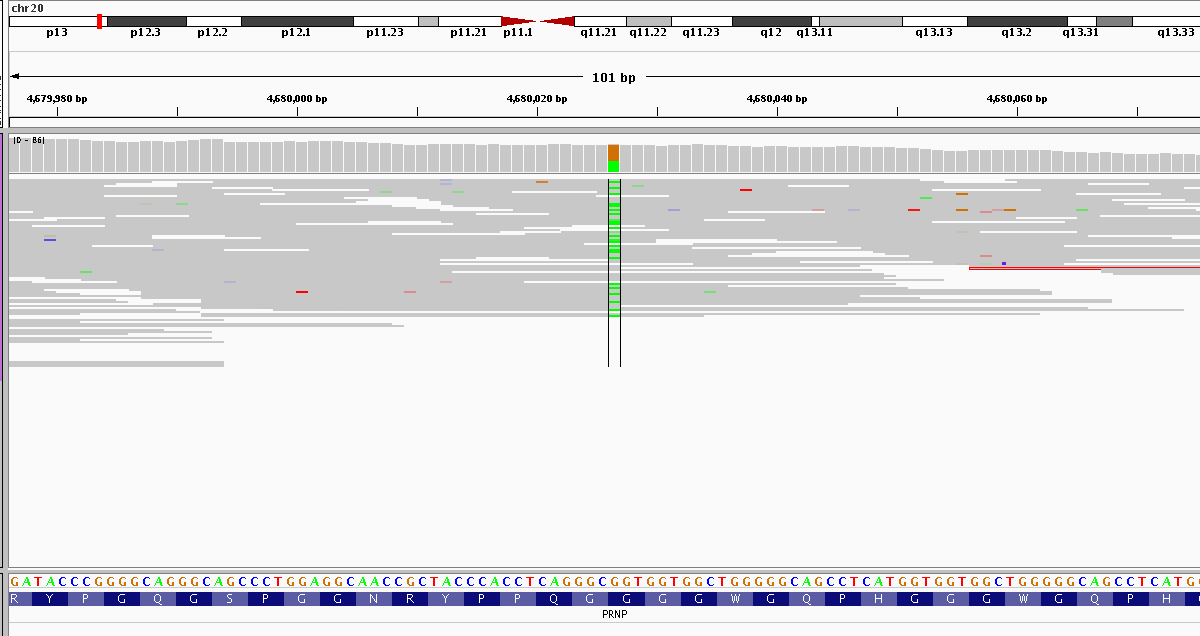 chr20
p13 p12.3 p12.2 p12.1 p11.23 p11.21 p11.1 q11.21 q11.22 q11.23 q12 q13.11 q13.13 q13.2 q13.31 q13.33
101 bp
4,679,980 bp 4,680,000 bp 4,680,020 bp 4,680,040 bp 4,680,060 bp
[0 - 86]
GATACCCGGGGCAGGGCAGCCCTGGAGGCAACCGCTACCCACCTCAGGGCGGTGGTGGCTGGGGGCAGCCTCATGGTGGTGGCTGGGGGCAGCCTCATG
R Y P G Q G S P G G N R Y P P Q G G G G W G Q P H G G G W G Q P H
PRNP